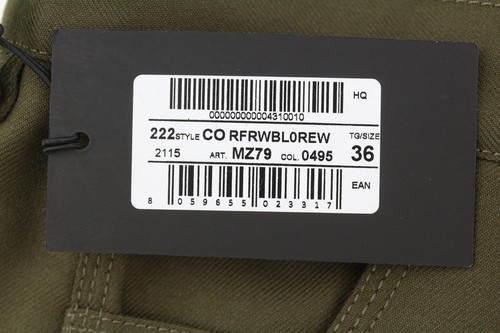 HQ
000000000004310010
222 STYLE CO RFRWBL0REW TG/SIZE
2115 ART. MZ79 COL. 0495 36
EAN
8 059655 023317